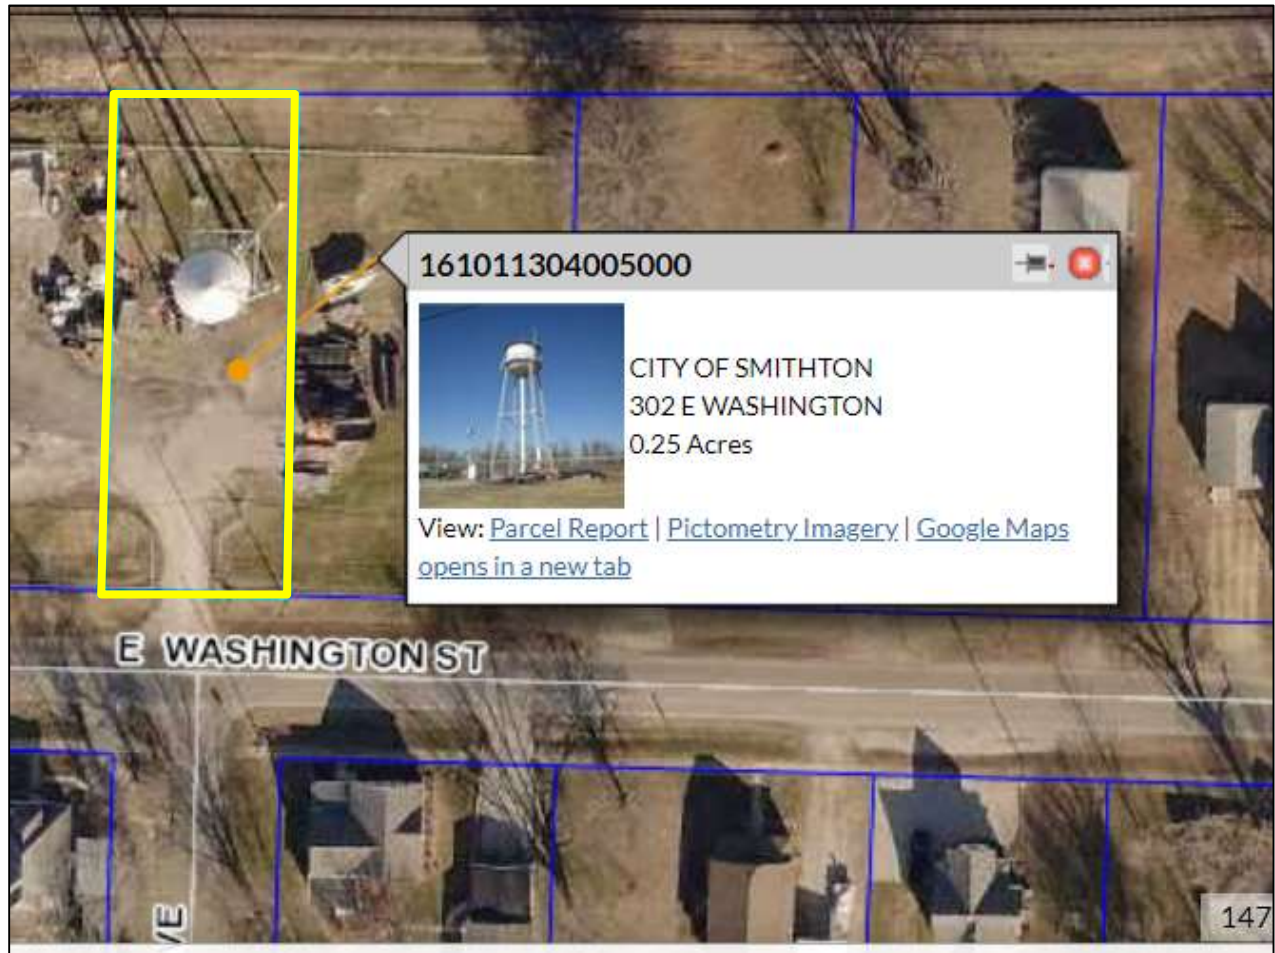 161011304005000
CITY OF SMITHTON
302 E WASHINGTON
0.25 Acres
View: Parcel Report | Pictometry Imagery | Google Maps
opens in a new tab
E WASHINGTON ST
VE
147